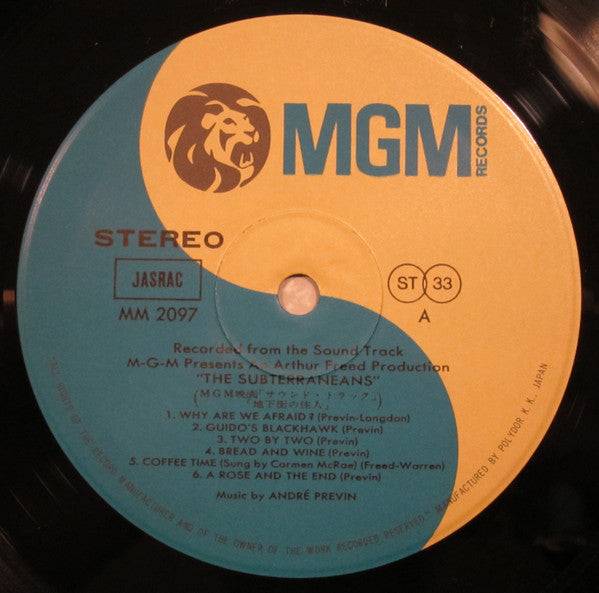 MGM
RECORDS
STEREO
JASRAC
MM 2097
ST 33
A
Recorded from the Sound Track
M-G-M Presents An Arthur Freed Production
"THE SUBTERRANEANS"
(MGM映画「サウンド・トラック」
「地下街の住人」)
1. WHY ARE WE AFRAID? (Previn-Langdon)
2. GUIDO'S BLACKHAWK (Previn)
3. TWO BY TWO (Previn)
4. BREAD AND WINE (Previn)
5. COFFEE TIME (Sung by Carmen McRae) (Freed-Warren)
6. A ROSE AND THE END (Previn)
Music by ANDRÉ PREVIN
"ALL RIGHTS OF THE RECORD MANUFACTURER AND OF THE OWNER OF THE WORK RECORDED RESERVED." MANUFACTURED BY POLYDOR K.K., JAPAN